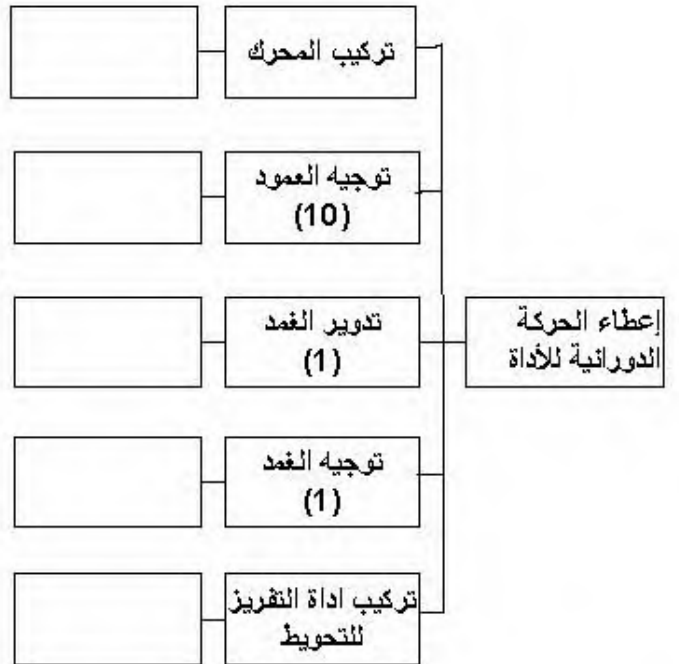 تركيب المحرك
توجيه العمود
(10)
إعطاء الحركة
الدورانية للأداة
تدوير الغمد
(1)
توجيه الغمد
(1)
تركيب اداة التفريز
للتحويط